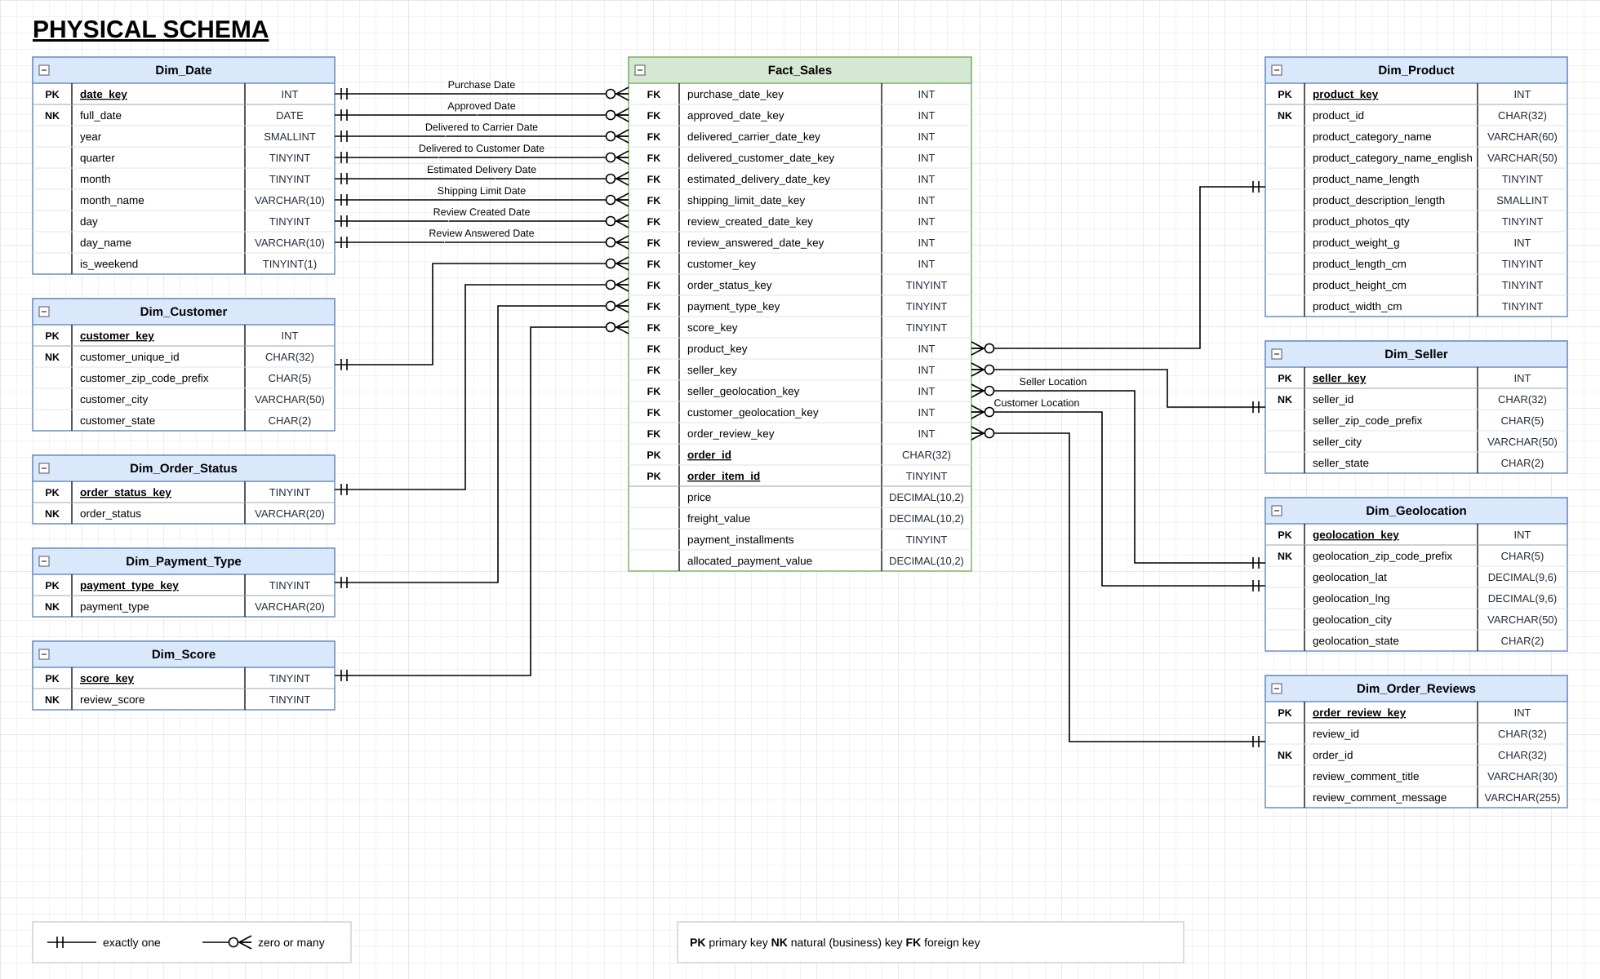 PHYSICAL SCHEMA
Dim_Date
PK date_key INT
NK full_date DATE
year SMALLINT
quarter TINYINT
month TINYINT
month_name VARCHAR(10)
day TINYINT
day_name VARCHAR(10)
is_weekend TINYINT(1)
Dim_Customer
PK customer_key INT
NK customer_unique_id CHAR(32)
customer_zip_code_prefix CHAR(5)
customer_city VARCHAR(50)
customer_state CHAR(2)
Dim_Order_Status
PK order_status_key TINYINT
NK order_status VARCHAR(20)
Dim_Payment_Type
PK payment_type_key TINYINT
NK payment_type VARCHAR(20)
Dim_Score
PK score_key TINYINT
NK review_score TINYINT
Purchase Date
Approved Date
Delivered to Carrier Date
Delivered to Customer Date
Estimated Delivery Date
Shipping Limit Date
Review Created Date
Review Answered Date
Fact_Sales
FK purchase_date_key INT
FK approved_date_key INT
FK delivered_carrier_date_key INT
FK delivered_customer_date_key INT
FK estimated_delivery_date_key INT
FK shipping_limit_date_key INT
FK review_created_date_key INT
FK review_answered_date_key INT
FK customer_key INT
FK order_status_key TINYINT
FK payment_type_key TINYINT
FK score_key TINYINT
FK product_key INT
FK seller_key INT
FK seller_geolocation_key INT
FK customer_geolocation_key INT
FK order_review_key INT
PK order_id CHAR(32)
PK order_item_id TINYINT
price DECIMAL(10,2)
freight_value DECIMAL(10,2)
payment_installments TINYINT
allocated_payment_value DECIMAL(10,2)
Seller Location
Customer Location
Dim_Product
PK product_key INT
NK product_id CHAR(32)
product_category_name VARCHAR(60)
product_category_name_english VARCHAR(50)
product_name_length TINYINT
product_description_length SMALLINT
product_photos_qty TINYINT
product_weight_g INT
product_length_cm TINYINT
product_height_cm TINYINT
product_width_cm TINYINT
Dim_Seller
PK seller_key INT
NK seller_id CHAR(32)
seller_zip_code_prefix CHAR(5)
seller_city VARCHAR(50)
seller_state CHAR(2)
Dim_Geolocation
PK geolocation_key INT
NK geolocation_zip_code_prefix CHAR(5)
geolocation_lat DECIMAL(9,6)
geolocation_lng DECIMAL(9,6)
geolocation_city VARCHAR(50)
geolocation_state CHAR(2)
Dim_Order_Reviews
PK order_review_key INT
review_id CHAR(32)
NK order_id CHAR(32)
review_comment_title VARCHAR(30)
review_comment_message VARCHAR(255)
exactly one
zero or many
PK primary key NK natural (business) key FK foreign key